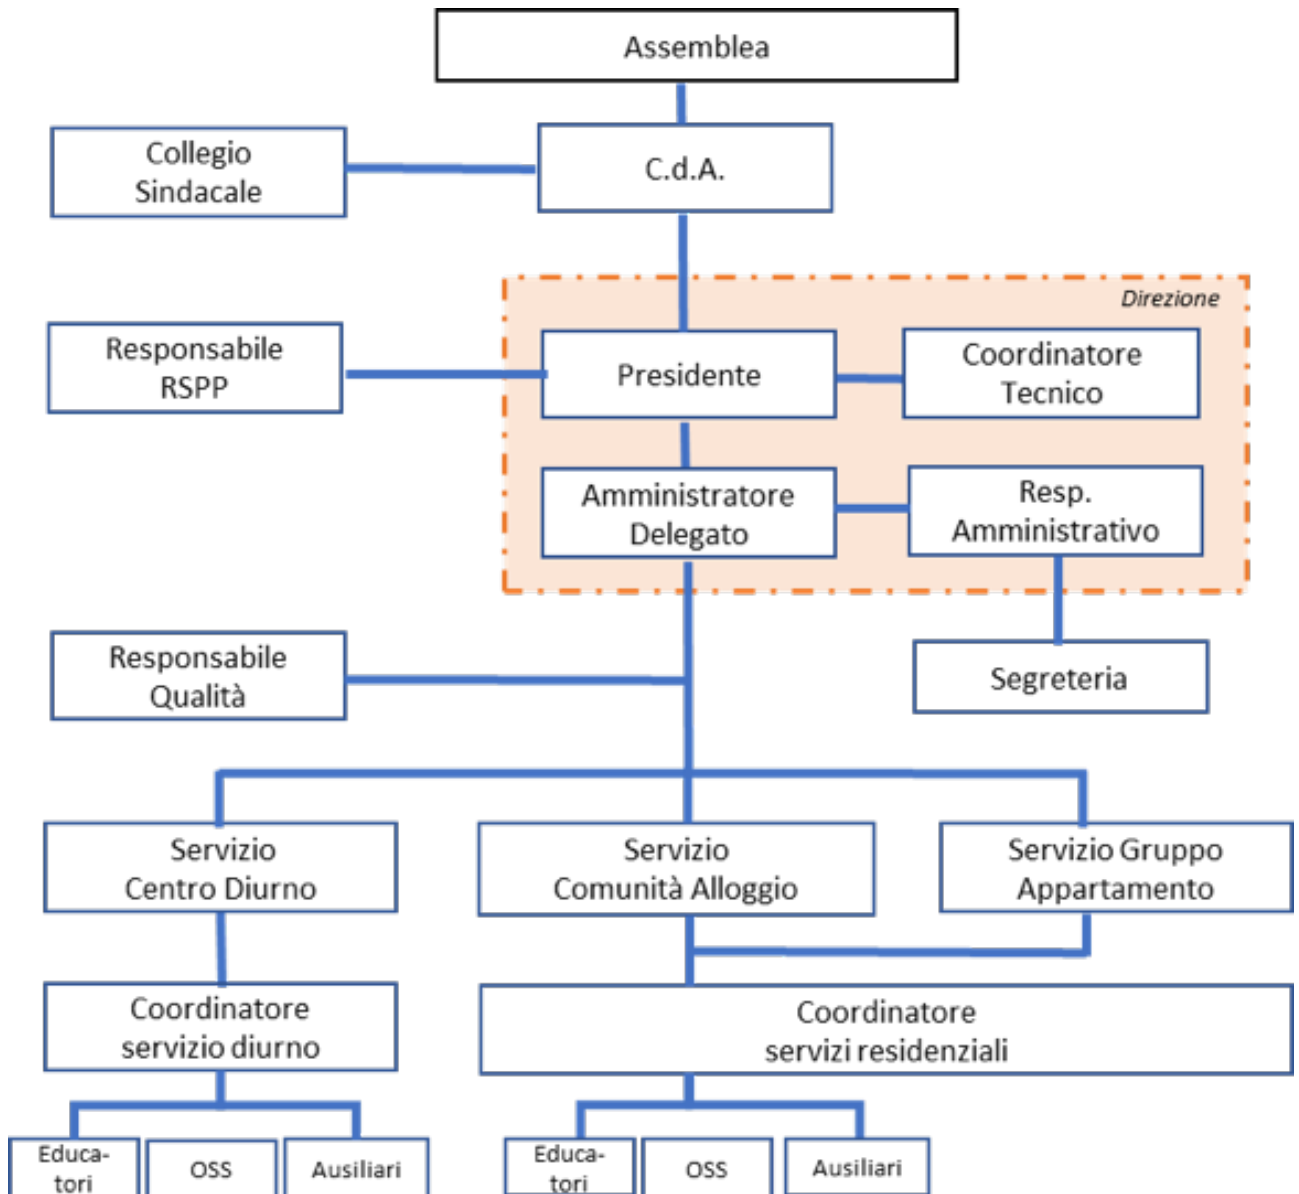 Assemblea
Collegio
Sindacale
C.d.A.
Direzione
Responsabile
RSPP
Presidente
Coordinatore
Tecnico
Amministratore
Delegato
Resp.
Amministrativo
Responsabile
Qualità
Segreteria
Servizio
Centro Diurno
Servizio
Comunità Alloggio
Servizio Gruppo
Appartamento
Coordinatore
servizio diurno
Coordinatore
servizi residenziali
Educa-
tori
OSS
Ausiliari
Educa-
tori
OSS
Ausiliari